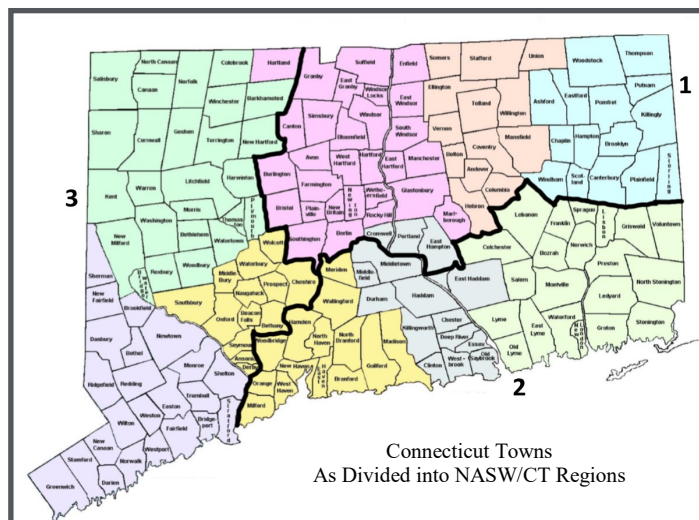 Salisbury
North Canaan
Canaan
Norfolk
Colebrook
Hartland
Winchester
Barkhamsted
Sharon
Cornwall
Goshen
Torrington
New Hartford
Kent
Warren
Litchfield
Harwinton
Morris
Washington
Bethlehem
Watertown
Plymouth
New
Milford
Roxbury
Woodbury
Granby
Suffield
Enfield
East
Granby
Windsor
Locks
East
Windsor
Simsbury
Windsor
Canton
Bloomfield
South
Windsor
Avon
West
Hartford
Hartford
East
Hartford
Manchester
Burlington
Farmington
Wethersfield
Glastonbury
Bristol
Plainville
New
Britain
Rocky Hill
Southington
Berlin
Cromwell
Marlborough
Somers
Stafford
Union
Ellington
Tolland
Willington
Vernon
Coventry
Mansfield
Bolton
Andover
Columbia
Hebron
Woodstock
Thompson
Putnam
Ashford
Eastford
Pomfret
Killingly
Chaplin
Hampton
Brooklyn
Windham
Scotland
Canterbury
Plainfield
Sterling
1
3
Lebanon
Franklin
Sprague
Lisbon
Griswold
Voluntown
Colchester
Bozrah
Norwich
Preston
North Stonington
Salem
Montville
Ledyard
Lyme
East
Lyme
Waterford
New
London
Groton
Stonington
Old
Lyme
Portland
East
Hampton
Middletown
East Haddam
Durham
Haddam
Killingworth
Chester
Deep River
Essex
Clinton
Westbrook
Old
Saybrook
Wolcott
Waterbury
Middlebury
Prospect
Cheshire
Naugatuck
Southbury
Oxford
Beacon
Falls
Bethany
Seymour
Ansonia
Derby
Meriden
Wallingford
Hamden
North
Haven
North
Branford
Madison
Woodbridge
New Haven
East
Haven
Guilford
Branford
Orange
West
Haven
Milford
Sherman
New
Fairfield
Brookfield
Danbury
Bethel
Newtown
Monroe
Shelton
Ridgefield
Redding
Easton
Trumbull
Stratford
Weston
Wilton
Fairfield
Bridgeport
New
Canaan
Westport
Norwalk
Stamford
Darien
Greenwich
2
Connecticut Towns
As Divided into NASW/CT Regions